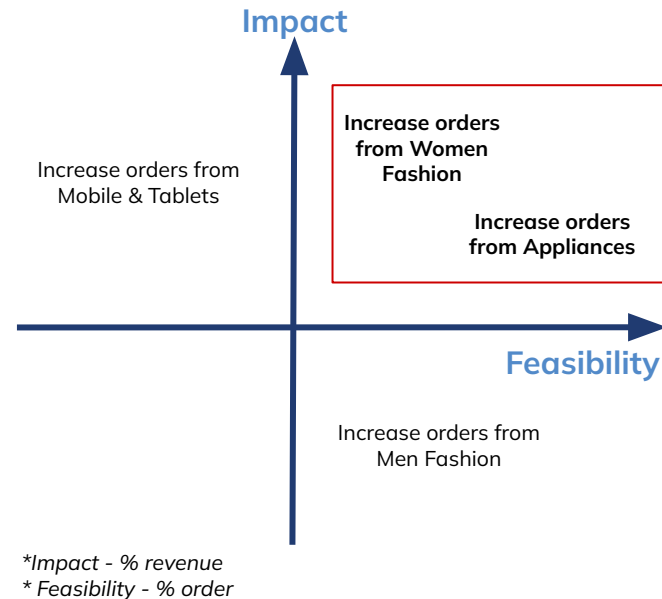 Impact
Increase orders
from Women
Fashion
Increase orders from
Mobile & Tablets
Increase orders
from Appliances
Feasibility
Increase orders from
Men Fashion
*Impact - % revenue
* Feasibility - % order